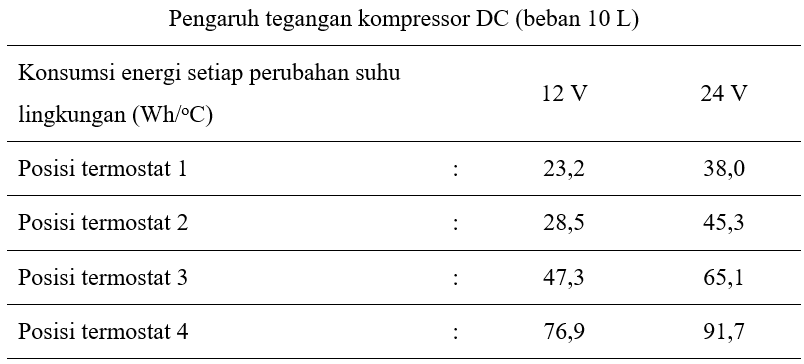 Pengaruh tegangan kompressor DC (beban 10 L)
Konsumsi energi setiap perubahan suhu
lingkungan (Wh/°C) 12 V 24 V
Posisi termostat 1 : 23,2 38,0
Posisi termostat 2 : 28,5 45,3
Posisi termostat 3 : 47,3 65,1
Posisi termostat 4 : 76,9 91,7